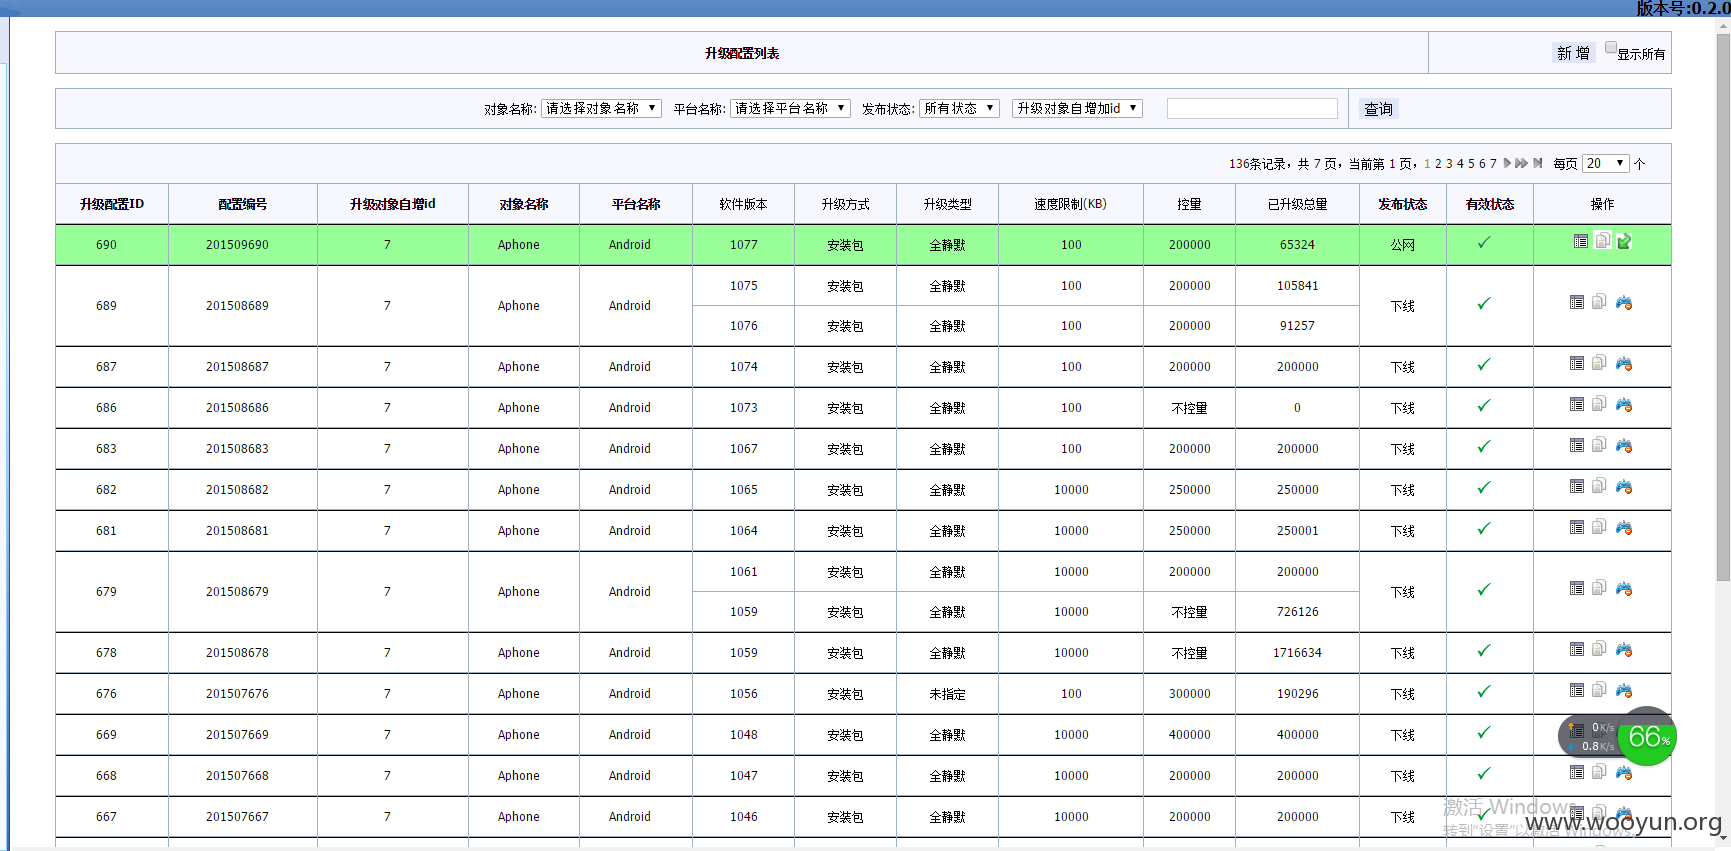 版本号:0.2.0
升级配置列表 新 增 显示所有
对象名称: 请选择对象名称 平台名称: 请选择平台名称 发布状态: 所有状态 升级对象自增加id 查询
136条记录，共 7 页，当前第 1 页， 1 2 3 4 5 6 7 每页 20 个
升级配置ID 配置编号 升级对象自增id 对象名称 平台名称 软件版本 升级方式 升级类型 速度限制(KB) 控量 已升级总量 发布状态 有效状态 操作
690 201509690 7 Aphone Android 1077 安装包 全静默 100 200000 65324 公网
689 201508689 7 Aphone Android 1075 安装包 全静默 100 200000 105841 下线
1076 安装包 全静默 100 200000 91257
687 201508687 7 Aphone Android 1074 安装包 全静默 100 200000 200000 下线
686 201508686 7 Aphone Android 1073 安装包 全静默 100 不控量 0 下线
683 201508683 7 Aphone Android 1067 安装包 全静默 100 200000 200000 下线
682 201508682 7 Aphone Android 1065 安装包 全静默 10000 250000 250000 下线
681 201508681 7 Aphone Android 1064 安装包 全静默 10000 250000 250001 下线
679 201508679 7 Aphone Android 1061 安装包 全静默 10000 200000 200000 下线
1059 安装包 全静默 10000 不控量 726126
678 201508678 7 Aphone Android 1059 安装包 全静默 10000 不控量 1716634 下线
676 201507676 7 Aphone Android 1056 安装包 未指定 100 300000 190296 下线
669 201507669 7 Aphone Android 1048 安装包 全静默 10000 400000 400000 下线
0K/s
0.8K/s
66%
668 201507668 7 Aphone Android 1047 安装包 全静默 10000 200000 200000 下线
667 201507667 7 Aphone Android 1046 安装包 全静默 10000 200000 200000 下线
激活 Windows
转到"设置"以激活 Windows。
www.wooyun.org